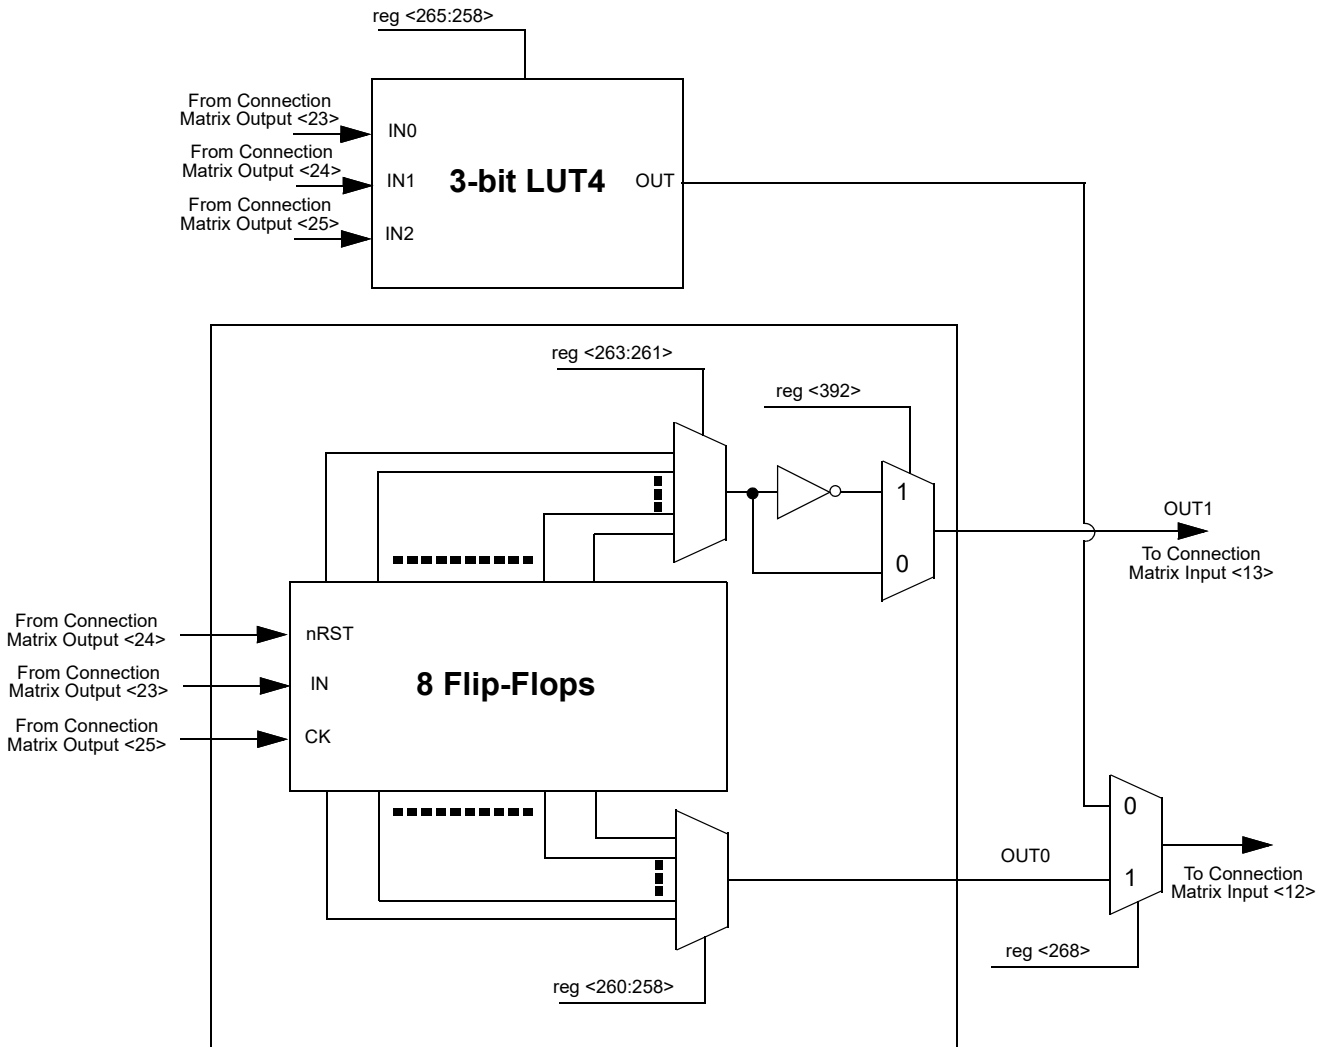 reg <265:258>
From Connection
Matrix Output <23>
IN0
From Connection
Matrix Output <24>
IN1
3-bit LUT4
OUT
From Connection
Matrix Output <25>
IN2
reg <263:261>
reg <392>
1
OUT1
0
To Connection
Matrix Input <13>
From Connection
Matrix Output <24>
nRST
From Connection
Matrix Output <23>
IN
8 Flip-Flops
From Connection
Matrix Output <25>
CK
0
OUT0
1
To Connection
Matrix Input <12>
reg <268>
reg <260:258>